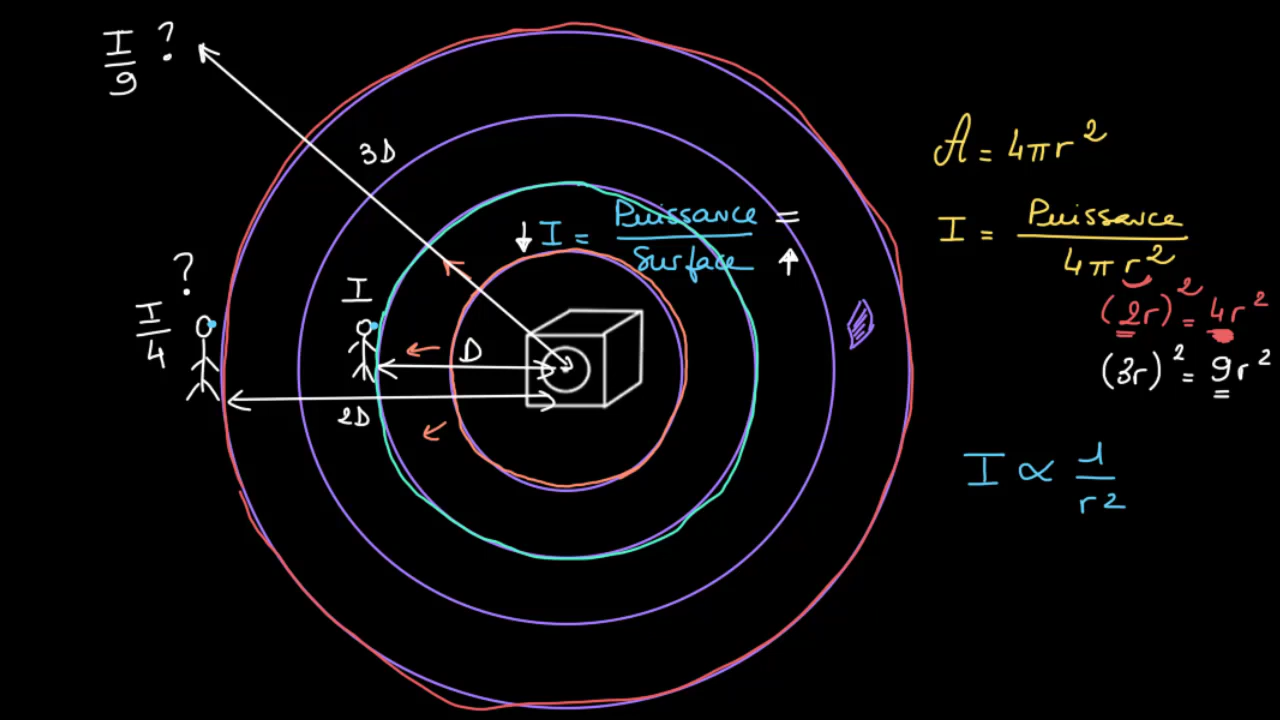 I/9 ?
3D
A = 4πr²
↓ I = Puissance / Surface = ↑
I = Puissance / 4πr²
?
I/4
I
D
2D
(2r)² = 4r²
(3r)² = 9r²
I ∝ 1/r²